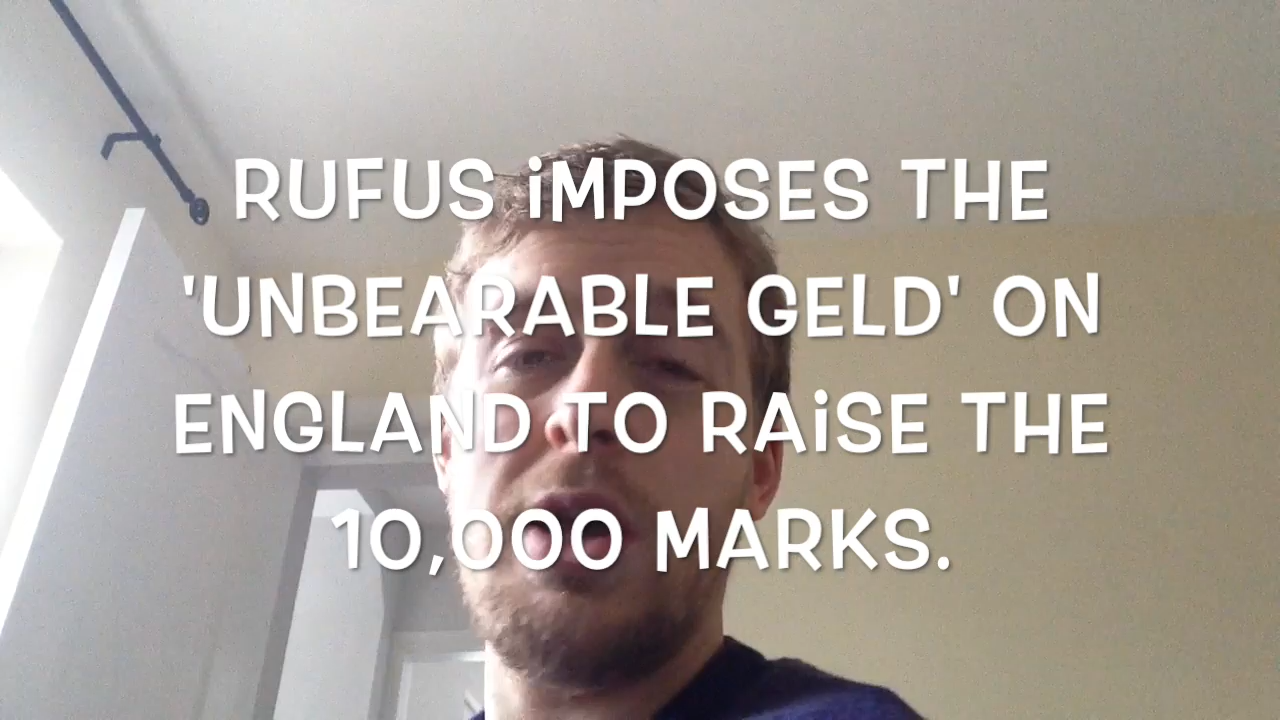 RUFUS iMPOSES THE
'UNBEARABLE GELD' ON
ENGLAND TO RAiSE THE
10,000 MARKS.